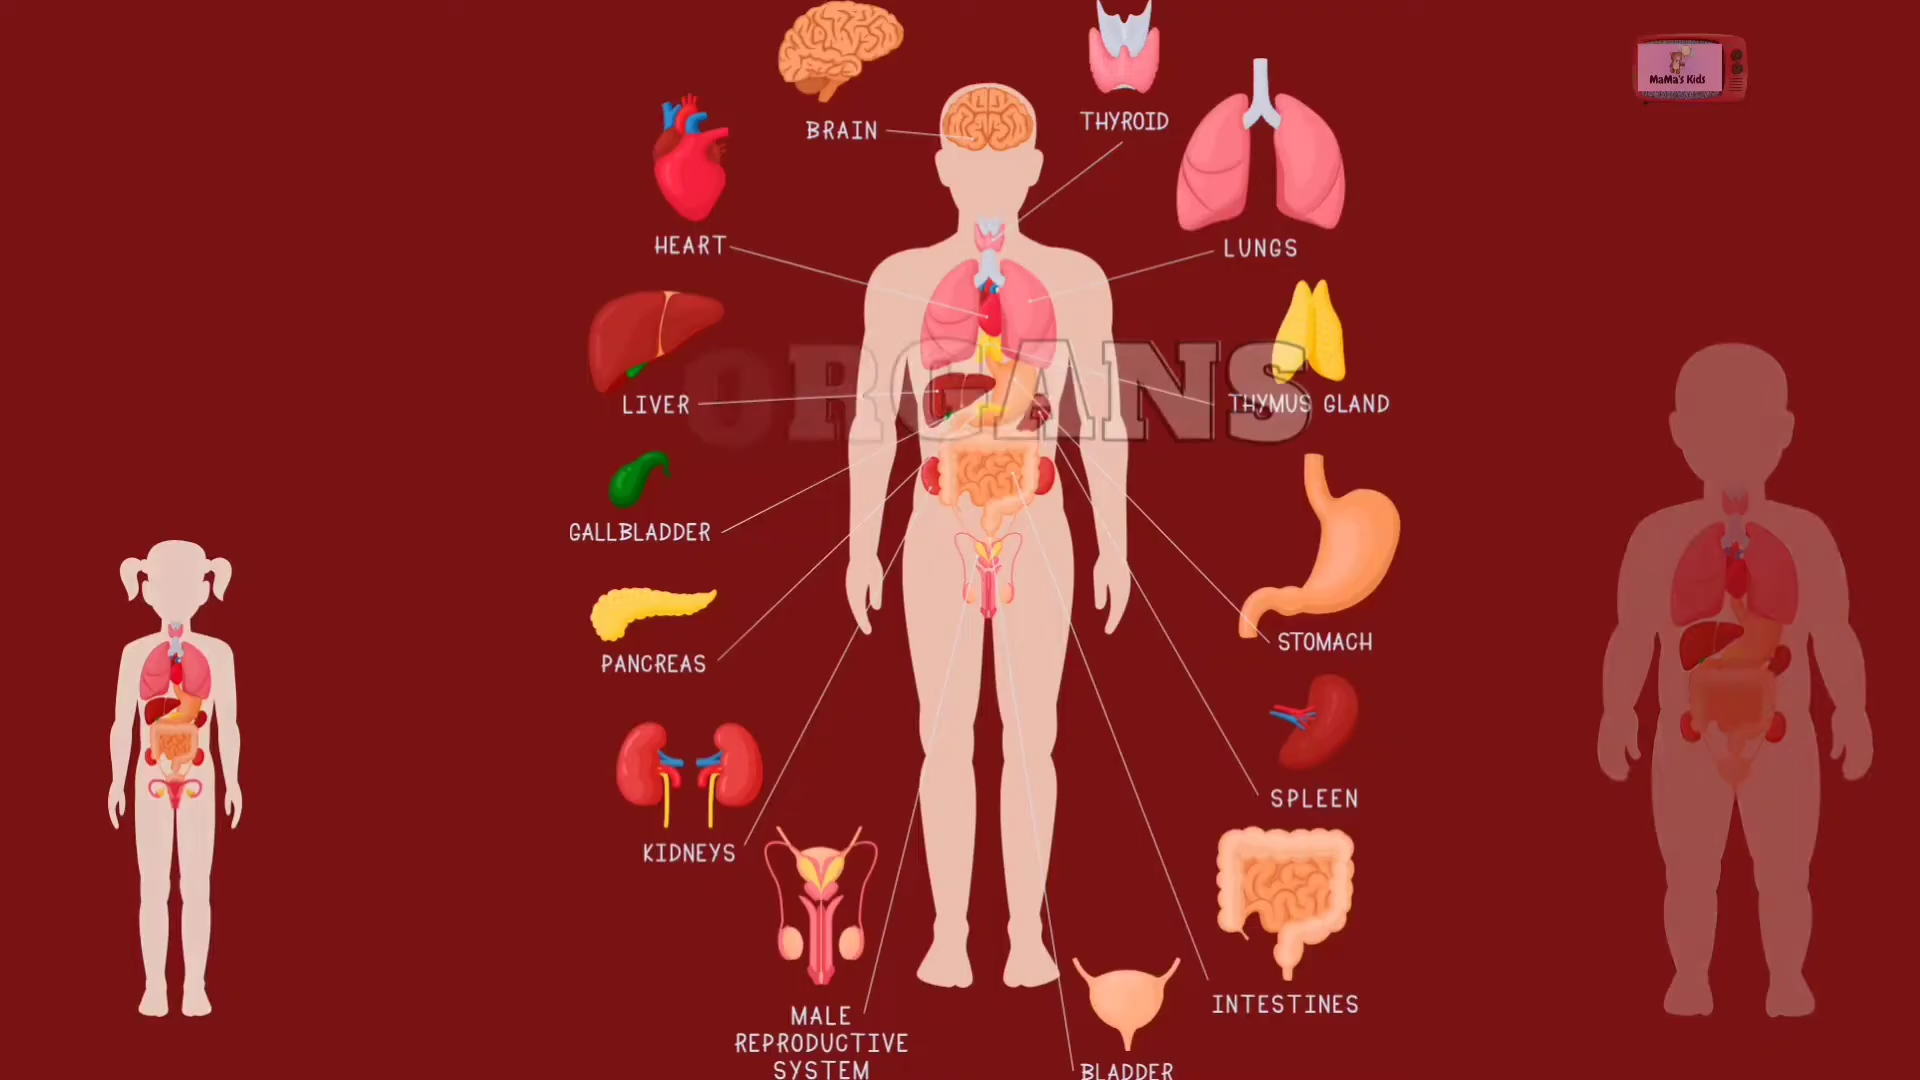 MaMa's Kids
BRAIN
THYROID
HEART
LUNGS
ORGANS
LIVER
THYMUS GLAND
GALLBLADDER
PANCREAS
STOMACH
SPLEEN
KIDNEYS
INTESTINES
MALE
REPRODUCTIVE
SYSTEM
BLADDER